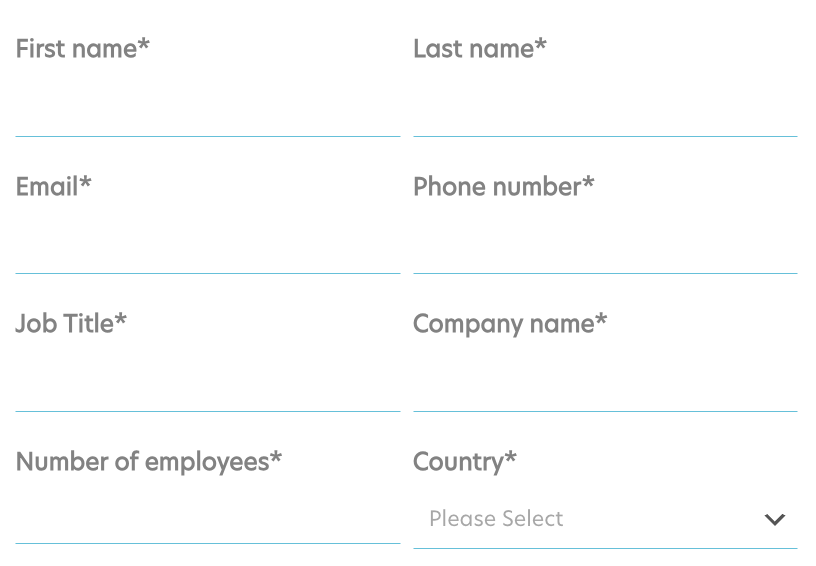 First name*
Last name*
Email*
Phone number*
Job Title*
Company name*
Number of employees*
Country*
Please Select